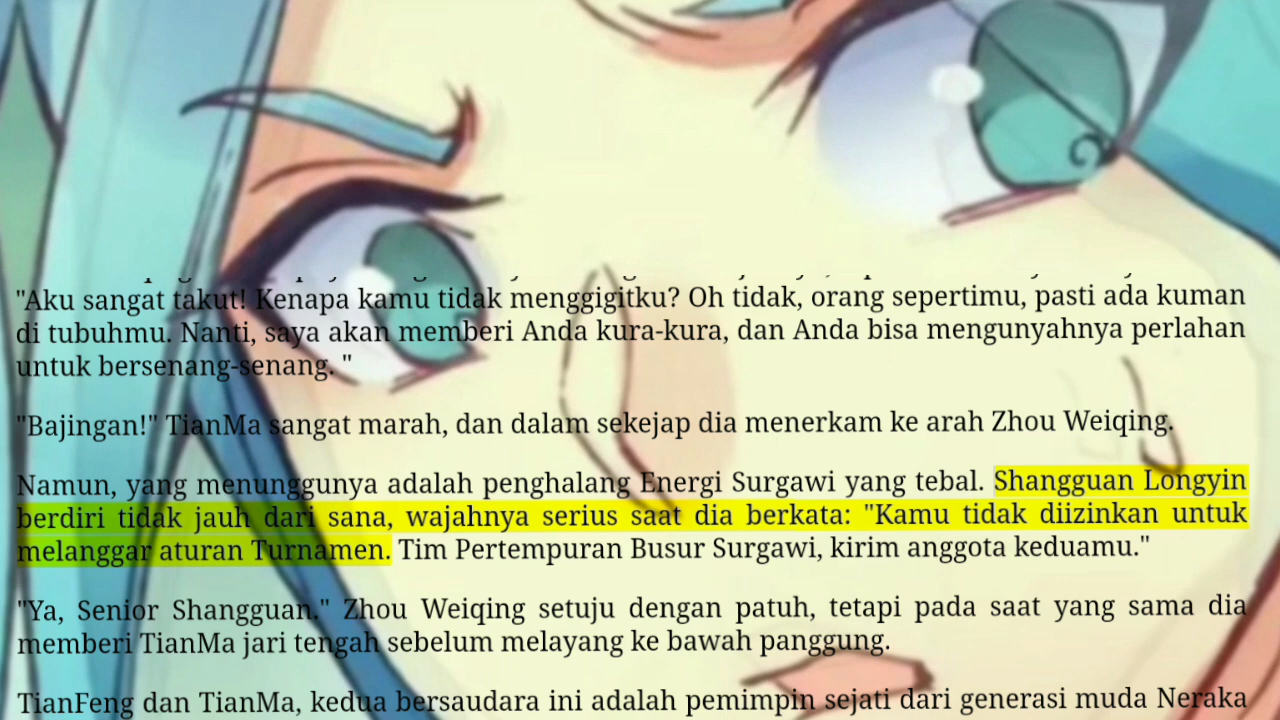 "Aku sangat takut! Kenapa kamu tidak menggigitku? Oh tidak, orang sepertimu, pasti ada kuman
di tubuhmu. Nanti, saya akan memberi Anda kura-kura, dan Anda bisa mengunyahnya perlahan
untuk bersenang-senang. "
"Bajingan!" TianMa sangat marah, dan dalam sekejap dia menerkam ke arah Zhou Weiqing.
Namun, yang menunggunya adalah penghalang Energi Surgawi yang tebal. Shangguan Longyin
berdiri tidak jauh dari sana, wajahnya serius saat dia berkata: "Kamu tidak diizinkan untuk
melanggar aturan Turnamen. Tim Pertempuran Busur Surgawi, kirim anggota keduamu."
"Ya, Senior Shangguan." Zhou Weiqing setuju dengan patuh, tetapi pada saat yang sama dia
memberi TianMa jari tengah sebelum melayang ke bawah panggung.
TianFeng dan TianMa, kedua bersaudara ini adalah pemimpin sejati dari generasi muda Neraka